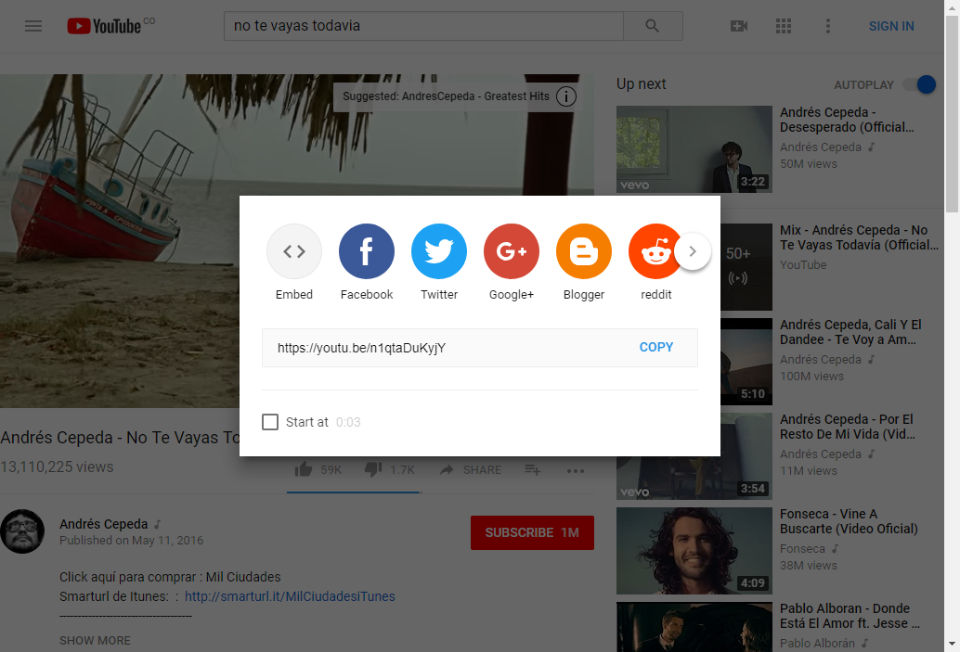 YouTube CO
no te vayas todavia
SIGN IN
Suggested: AndresCepeda - Greatest Hits
Embed
Facebook
Twitter
G+
Google+
Blogger
reddit
https://youtu.be/n1qtaDuKyjY
COPY
Start at 0:03
Andrés Cepeda - No Te Vayas To
13,110,225 views
59K
1.7K
SHARE
Andrés Cepeda
Published on May 11, 2016
SUBSCRIBE 1M
Click aquí para comprar : Mil Ciudades
Smarturl de Itunes: : http://smarturl.it/MilCiudadesiTunes
----------------------------------------
SHOW MORE
Up next
AUTOPLAY
vevo
3:22
Andrés Cepeda -
Desesperado (Official...
Andrés Cepeda
50M views
50+
Mix - Andrés Cepeda - No
Te Vayas Todavía (Official...
YouTube
5:10
Andrés Cepeda, Cali Y El
Dandee - Te Voy a Am...
Andrés Cepeda
100M views
vevo
3:54
Andrés Cepeda - Por El
Resto De Mi Vida (Vid...
Andrés Cepeda
11M views
4:09
Fonseca - Vine A
Buscarte (Video Oficial)
Fonseca
38M views
Pablo Alboran - Donde
Está El Amor ft. Jesse ...
Pablo Alborán